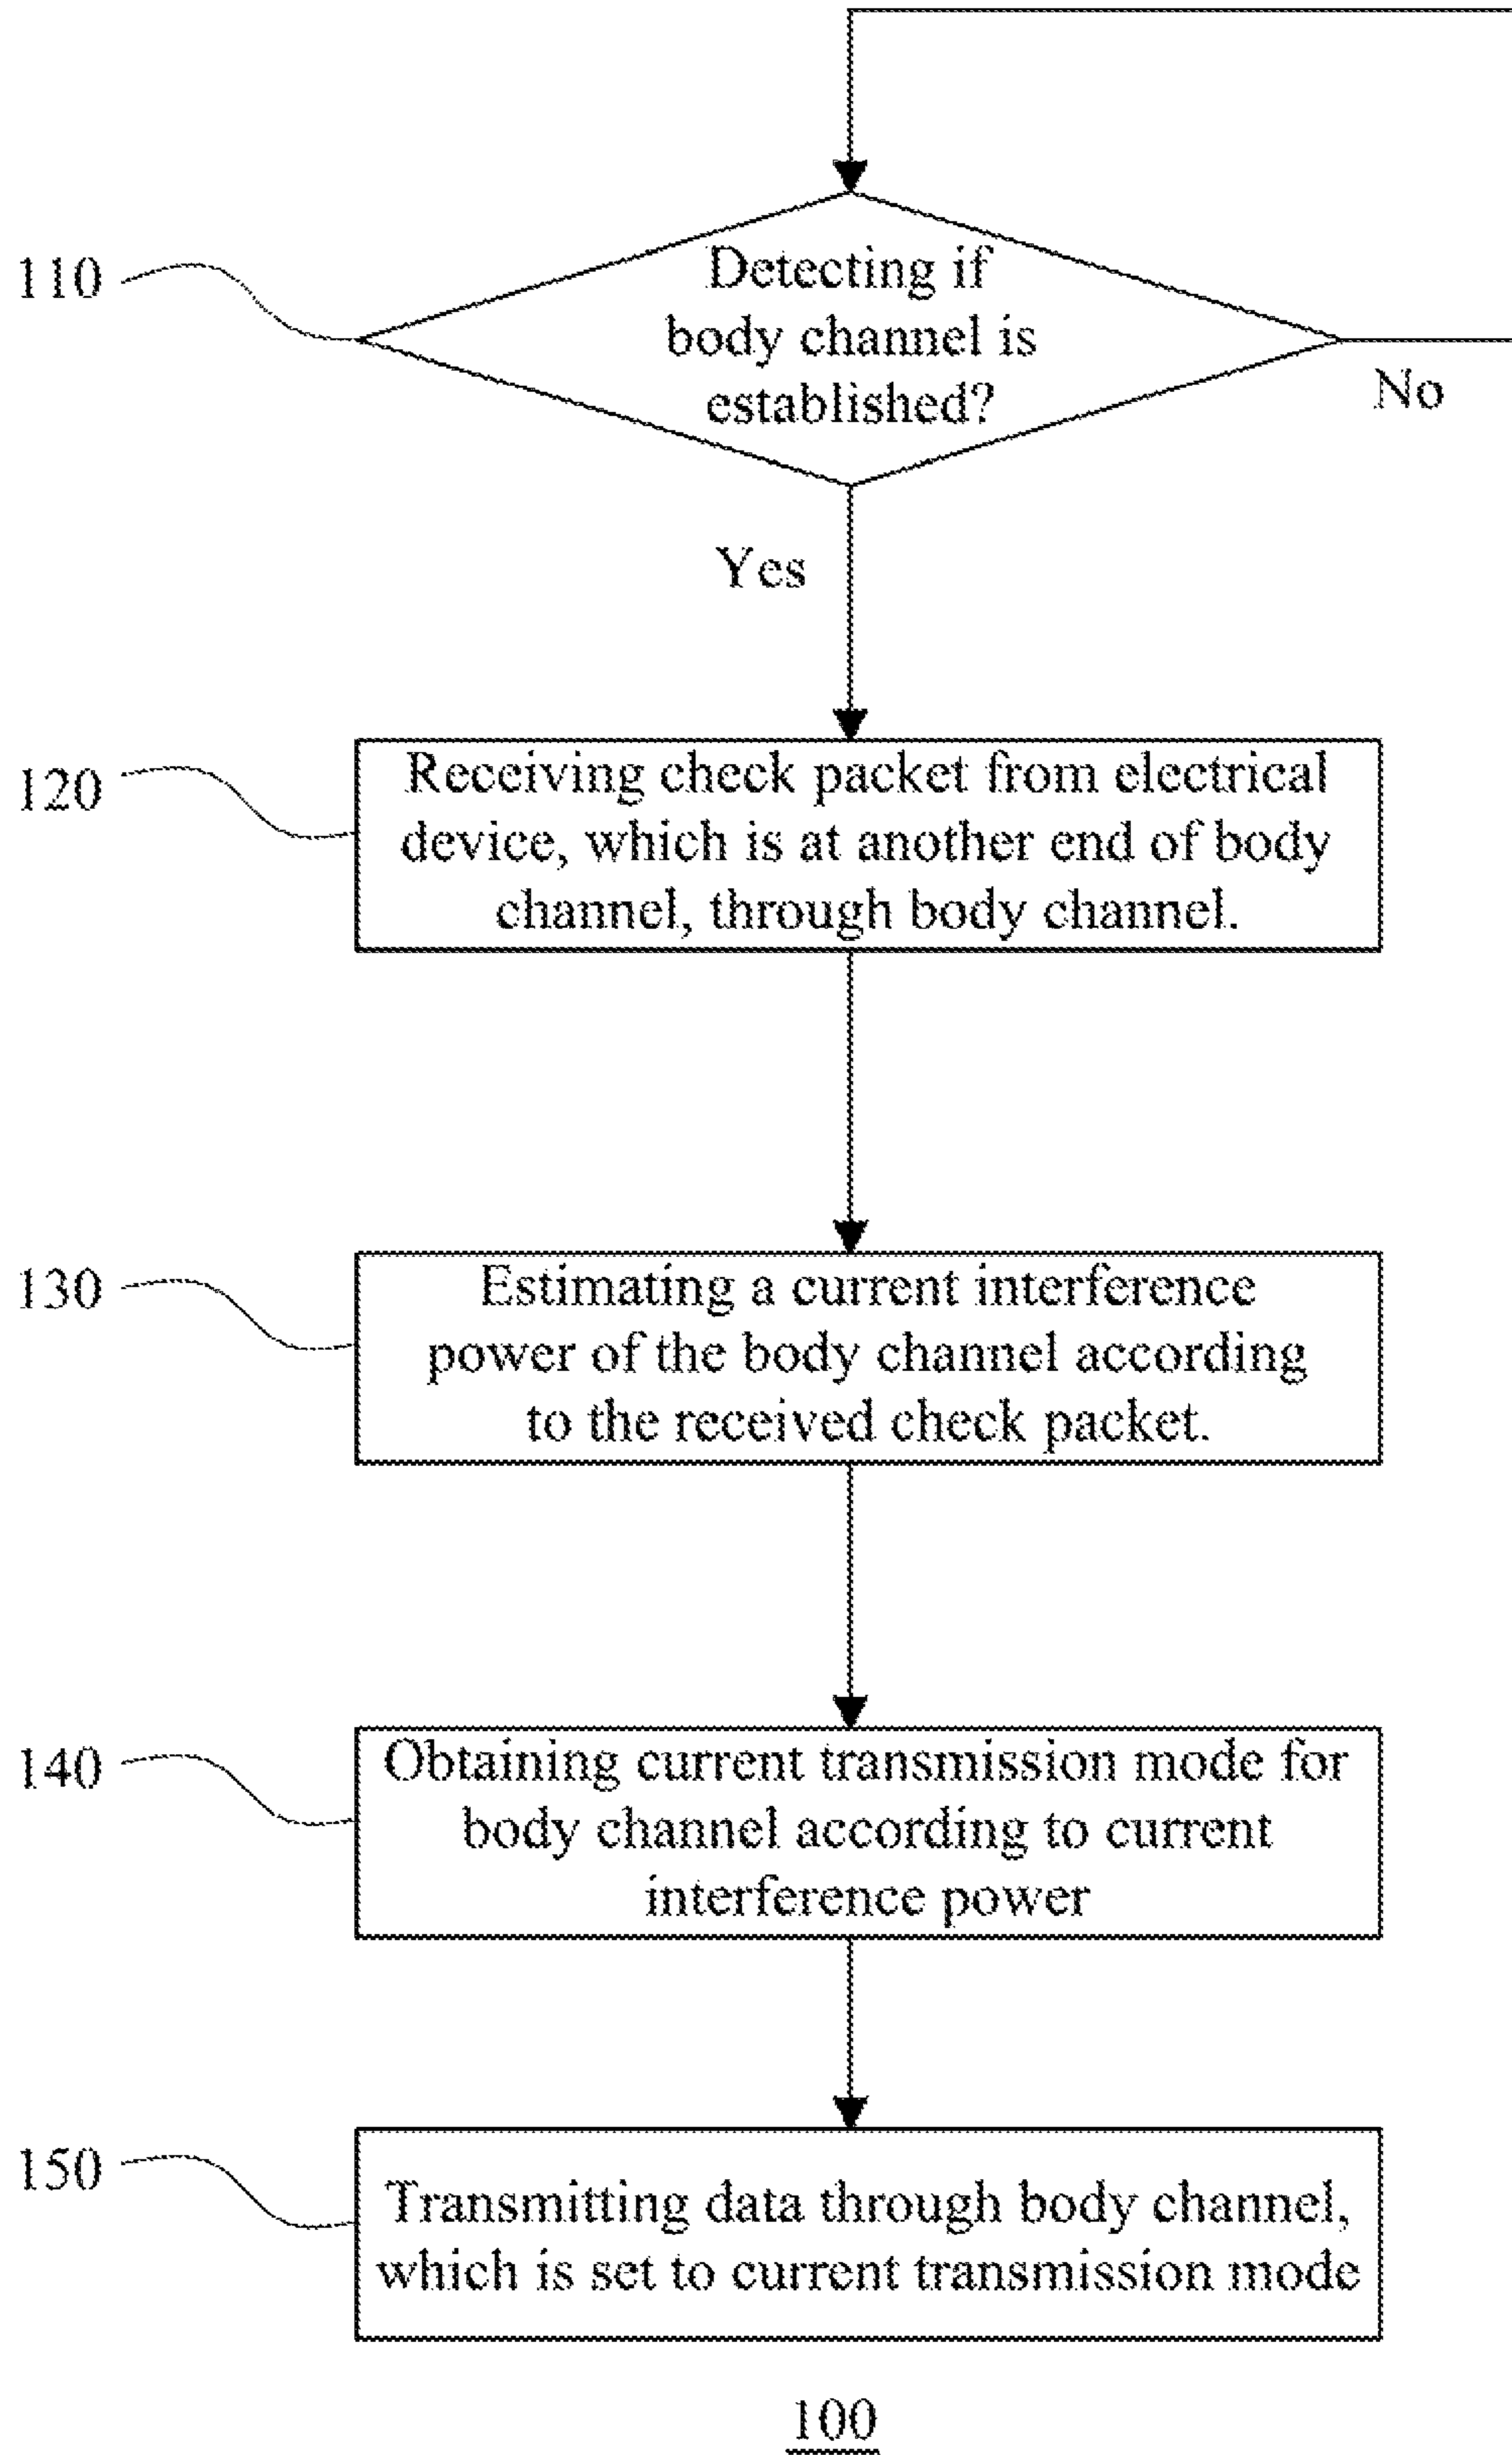 110
Detecting if
body channel is
established?
No
Yes
120
Receiving check packet from electrical
device, which is at another end of body
channel, through body channel.
130
Estimating a current interference
power of the body channel according
to the received check packet.
140
Obtaining current transmission mode for
body channel according to current
interference power
150
Transmitting data through body channel,
which is set to current transmission mode
100